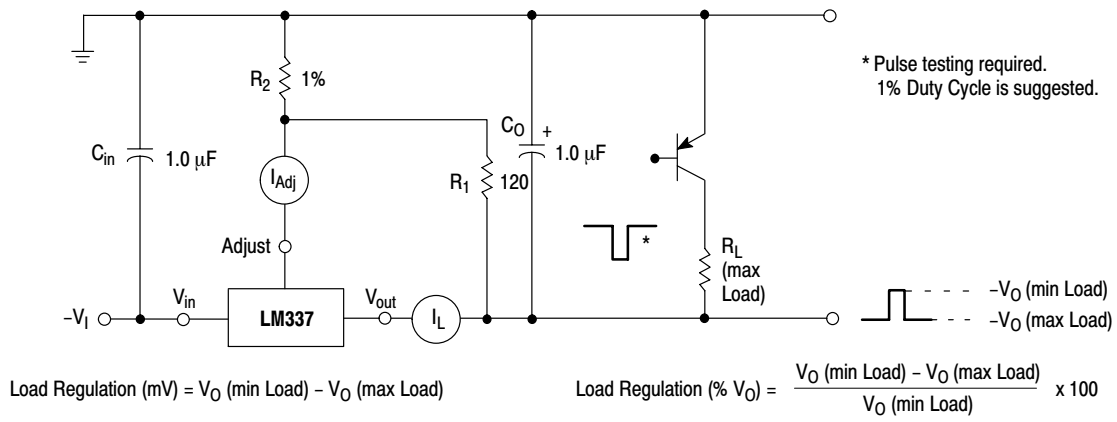 * Pulse testing required.
1% Duty Cycle is suggested.
R2
1%
Cin
1.0 μF
IAdj
R1
120
CO
+
1.0 μF
*
RL
(max
Load)
Adjust
–VI
Vin
LM337
Vout
IL
–VO (min Load)
–VO (max Load)
Load Regulation (mV) = VO (min Load) – VO (max Load)
Load Regulation (% VO) =
VO (min Load) – VO (max Load)
VO (min Load)
x 100